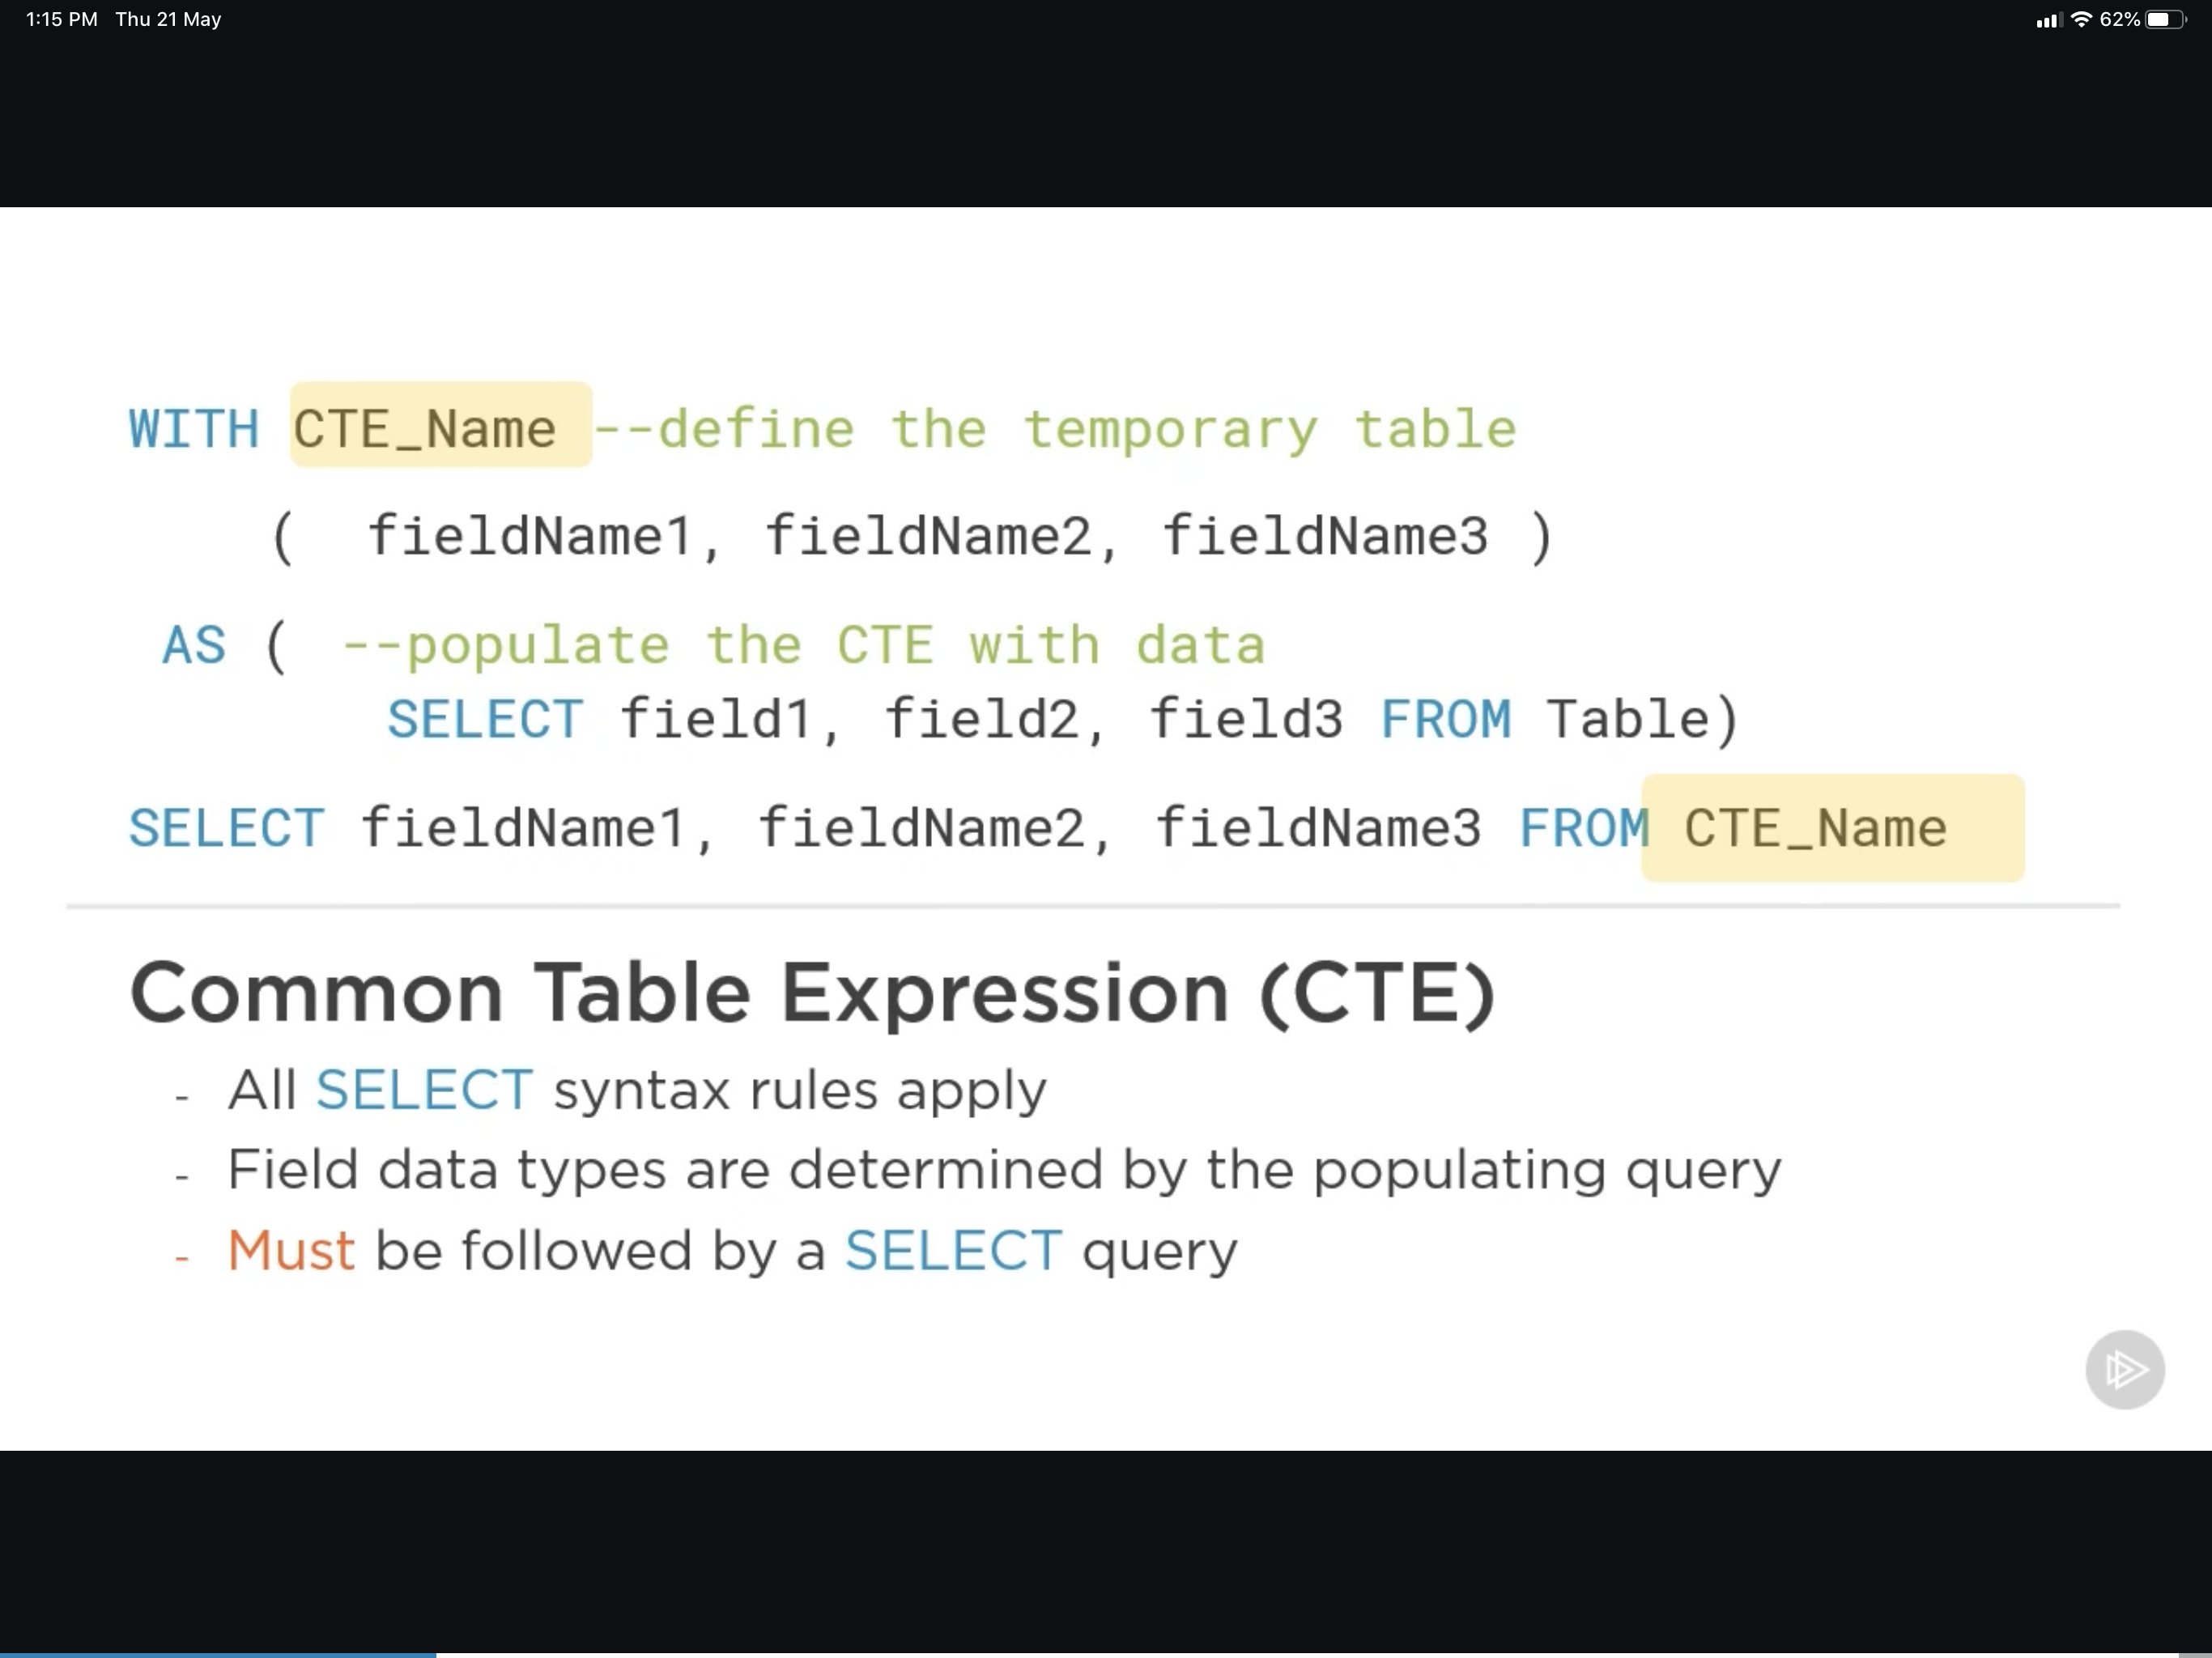 1:15 PM Thu 21 May 62%
WITH CTE_Name --define the temporary table
( fieldName1, fieldName2, fieldName3 )
AS ( --populate the CTE with data
SELECT field1, field2, field3 FROM Table)
SELECT fieldName1, fieldName2, fieldName3 FROM CTE_Name
Common Table Expression (CTE)
- All SELECT syntax rules apply
- Field data types are determined by the populating query
- Must be followed by a SELECT query